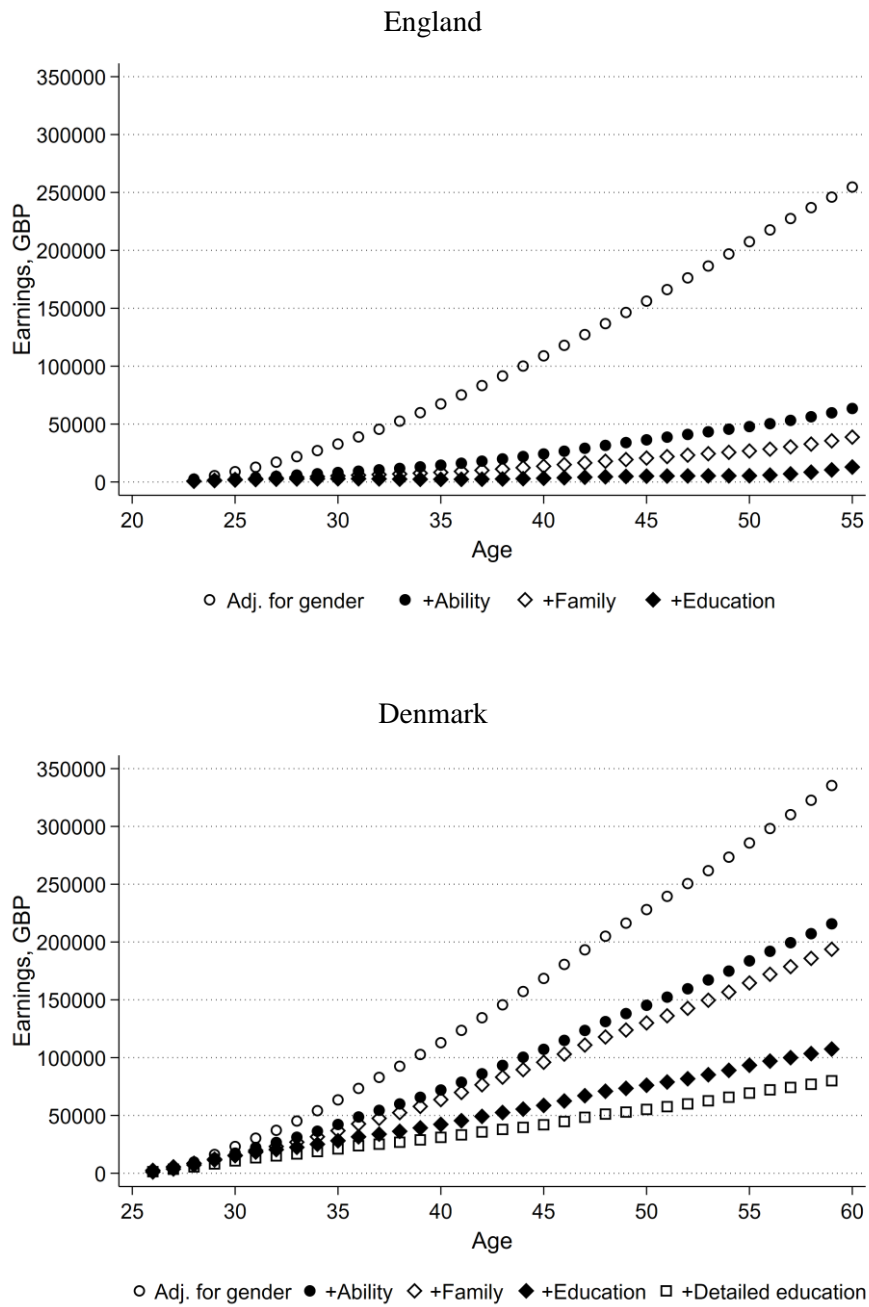 England
350000
300000
250000
200000
150000
100000
50000
0
Earnings, GBP
20 25 30 35 40 45 50 55
Age
Adj. for gender +Ability +Family +Education
Denmark
350000
300000
250000
200000
150000
100000
50000
0
Earnings, GBP
25 30 35 40 45 50 55 60
Age
Adj. for gender +Ability +Family +Education +Detailed education